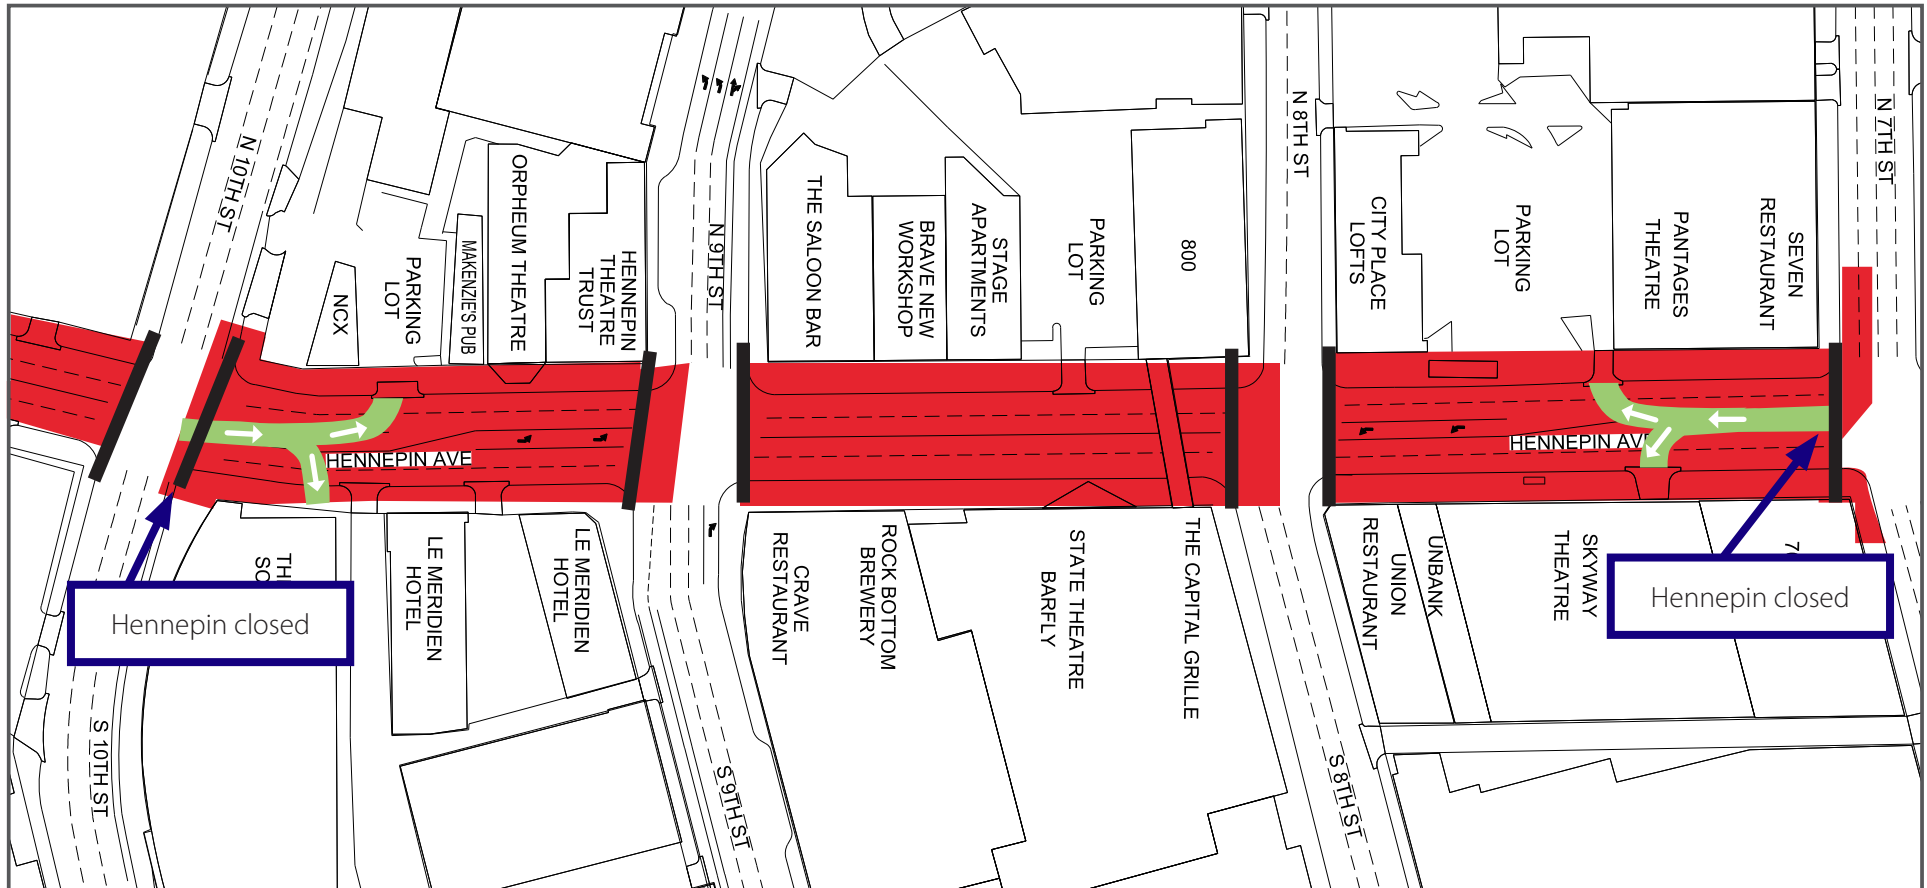 N 10TH ST
NCX
PARKING
LOT
MAKENZIE'S PUB
ORPHEUM THEATRE
HENNEPIN
THEATRE
TRUST
N 9TH ST
THE SALOON BAR
BRAVE NEW
WORKSHOP
STAGE
APARTMENTS
PARKING
LOT
800
N 8TH ST
CITY PLACE
LOFTS
PARKING
LOT
PANTAGES
THEATRE
SEVEN
RESTAURANT
N 7TH ST
HENNEPIN AVE
HENNEPIN AVE
Hennepin closed
LE MERIDIEN
HOTEL
LE MERIDIEN
HOTEL
CRAVE
RESTAURANT
ROCK BOTTOM
BREWERY
STATE THEATRE
BARFLY
THE CAPITAL GRILLE
UNION
RESTAURANT
UNBANK
SKYWAY
THEATRE
Hennepin closed
S 10TH ST
S 9TH ST
S 8TH ST